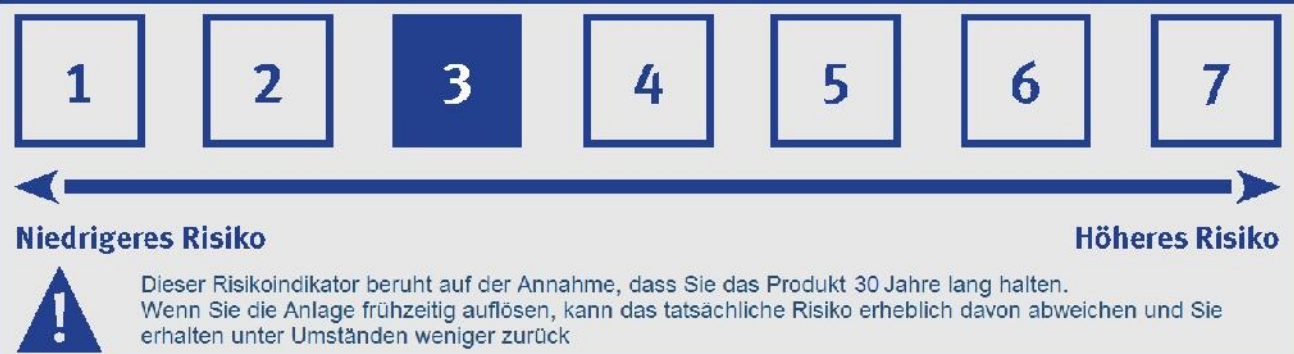 1 2 3 4 5 6 7
Niedrigeres Risiko Höheres Risiko
!
Dieser Risikoindikator beruht auf der Annahme, dass Sie das Produkt 30 Jahre lang halten.
Wenn Sie die Anlage frühzeitig auflösen, kann das tatsächliche Risiko erheblich davon abweichen und Sie
erhalten unter Umständen weniger zurück